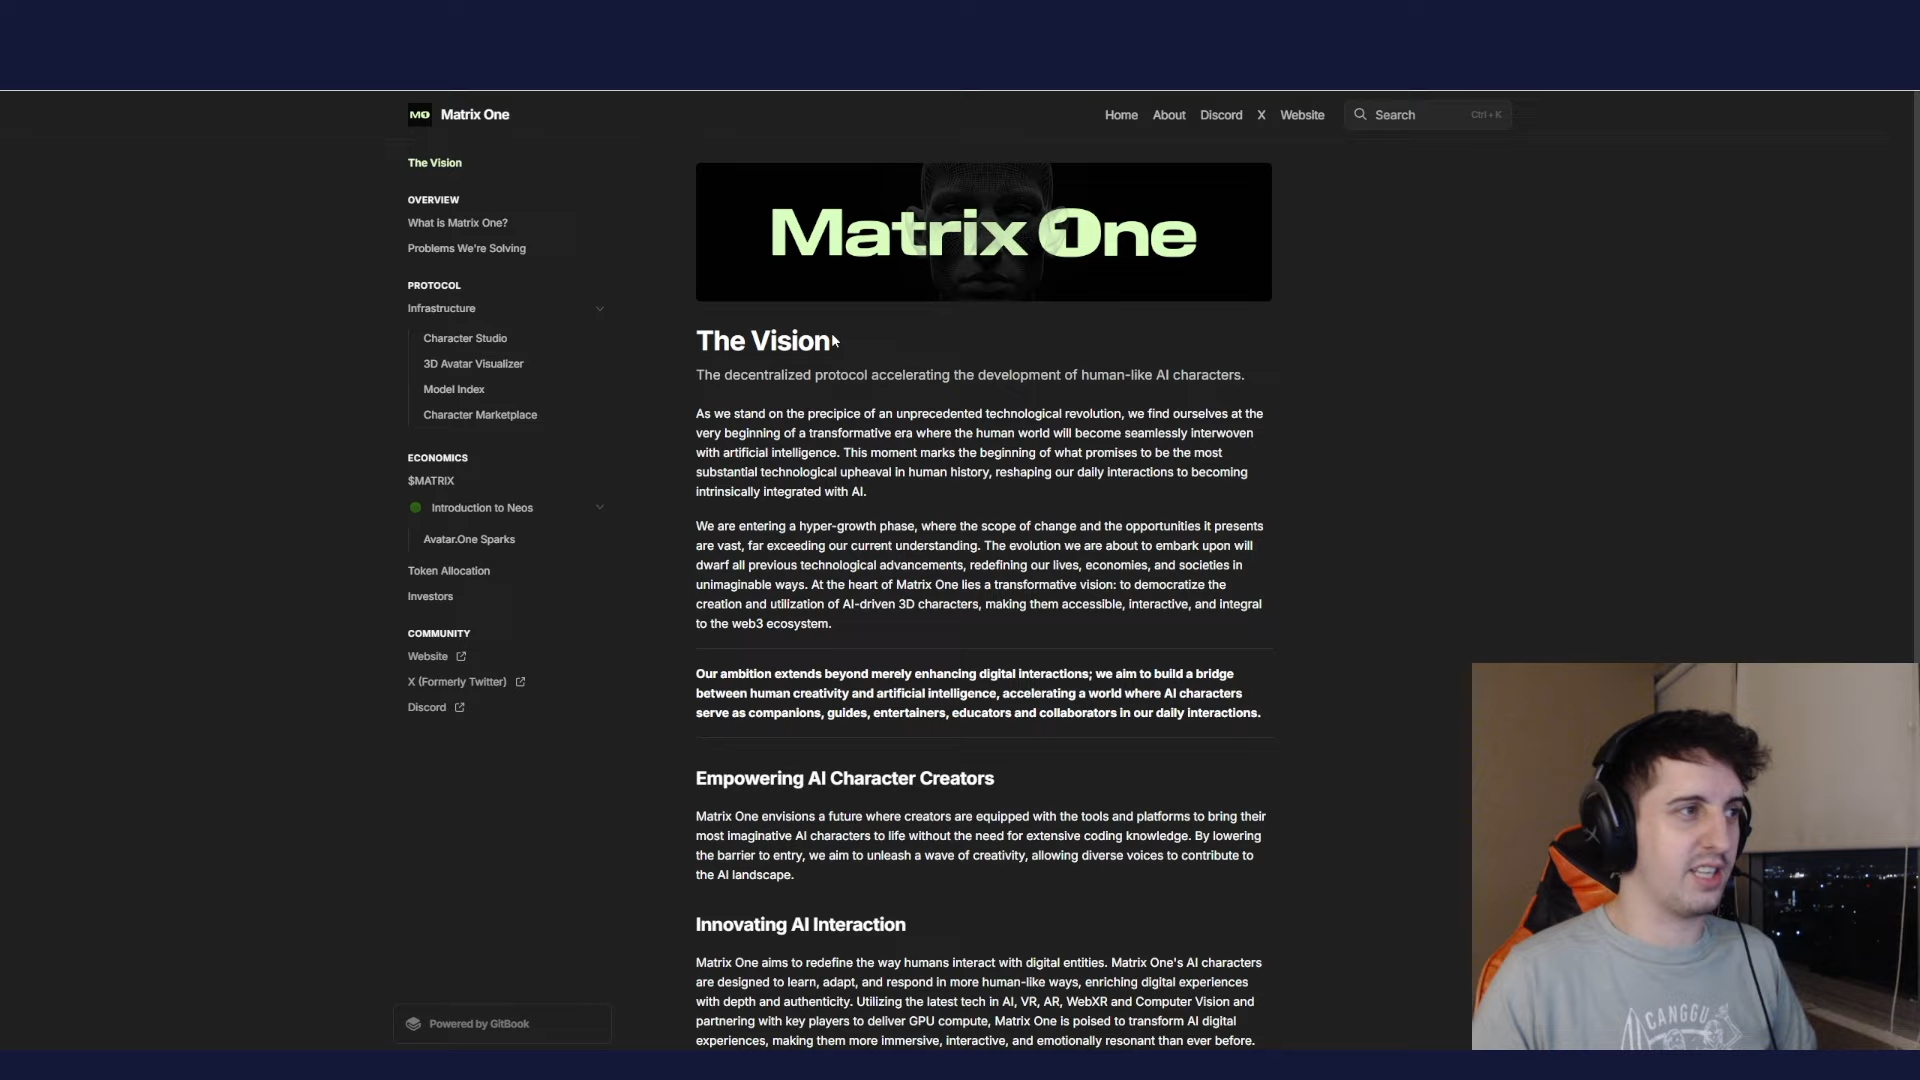 M1 Matrix One
Home About Discord X Website Search Ctrl + K
The Vision
OVERVIEW
What is Matrix One?
Problems We're Solving
PROTOCOL
Infrastructure
Character Studio
3D Avatar Visualizer
Model Index
Character Marketplace
ECONOMICS
$MATRIX
Introduction to Neos
Avatar.One Sparks
Token Allocation
Investors
COMMUNITY
Website
X (Formerly Twitter)
Discord
Powered by GitBook
Matrix 1ne
The Vision
The decentralized protocol accelerating the development of human-like AI characters.
As we stand on the precipice of an unprecedented technological revolution, we find ourselves at the
very beginning of a transformative era where the human world will become seamlessly interwoven
with artificial intelligence. This moment marks the beginning of what promises to be the most
substantial technological upheaval in human history, reshaping our daily interactions to becoming
intrinsically integrated with AI.
We are entering a hyper-growth phase, where the scope of change and the opportunities it presents
are vast, far exceeding our current understanding. The evolution we are about to embark upon will
dwarf all previous technological advancements, redefining our lives, economies, and societies in
unimaginable ways. At the heart of Matrix One lies a transformative vision: to democratize the
creation and utilization of AI-driven 3D characters, making them accessible, interactive, and integral
to the web3 ecosystem.
Our ambition extends beyond merely enhancing digital interactions; we aim to build a bridge
between human creativity and artificial intelligence, accelerating a world where AI characters
serve as companions, guides, entertainers, educators and collaborators in our daily interactions.
Empowering AI Character Creators
Matrix One envisions a future where creators are equipped with the tools and platforms to bring their
most imaginative AI characters to life without the need for extensive coding knowledge. By lowering
the barrier to entry, we aim to unleash a wave of creativity, allowing diverse voices to contribute to
the AI landscape.
Innovating AI Interaction
Matrix One aims to redefine the way humans interact with digital entities. Matrix One's AI characters
are designed to learn, adapt, and respond in more human-like ways, enriching digital experiences
with depth and authenticity. Utilizing the latest tech in AI, VR, AR, WebXR and Computer Vision and
partnering with key players to deliver GPU compute, Matrix One is poised to transform AI digital
experiences, making them more immersive, interactive, and emotionally resonant than ever before.
CANGGU